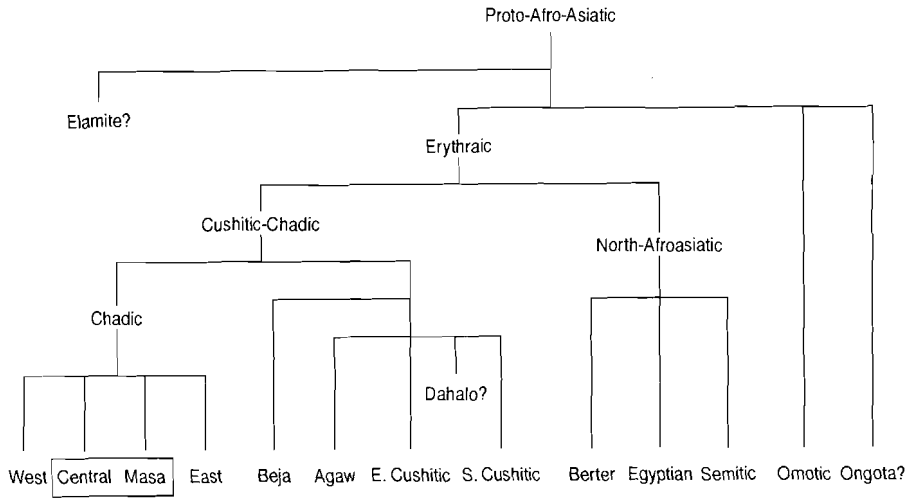 Proto-Afro-Asiatic
Elamite?
Erythraic
Cushitic-Chadic
North-Afroasiatic
Chadic
Dahalo?
West Central Masa East Beja Agaw E. Cushitic S. Cushitic Berter Egyptian Semitic Omotic Ongota?